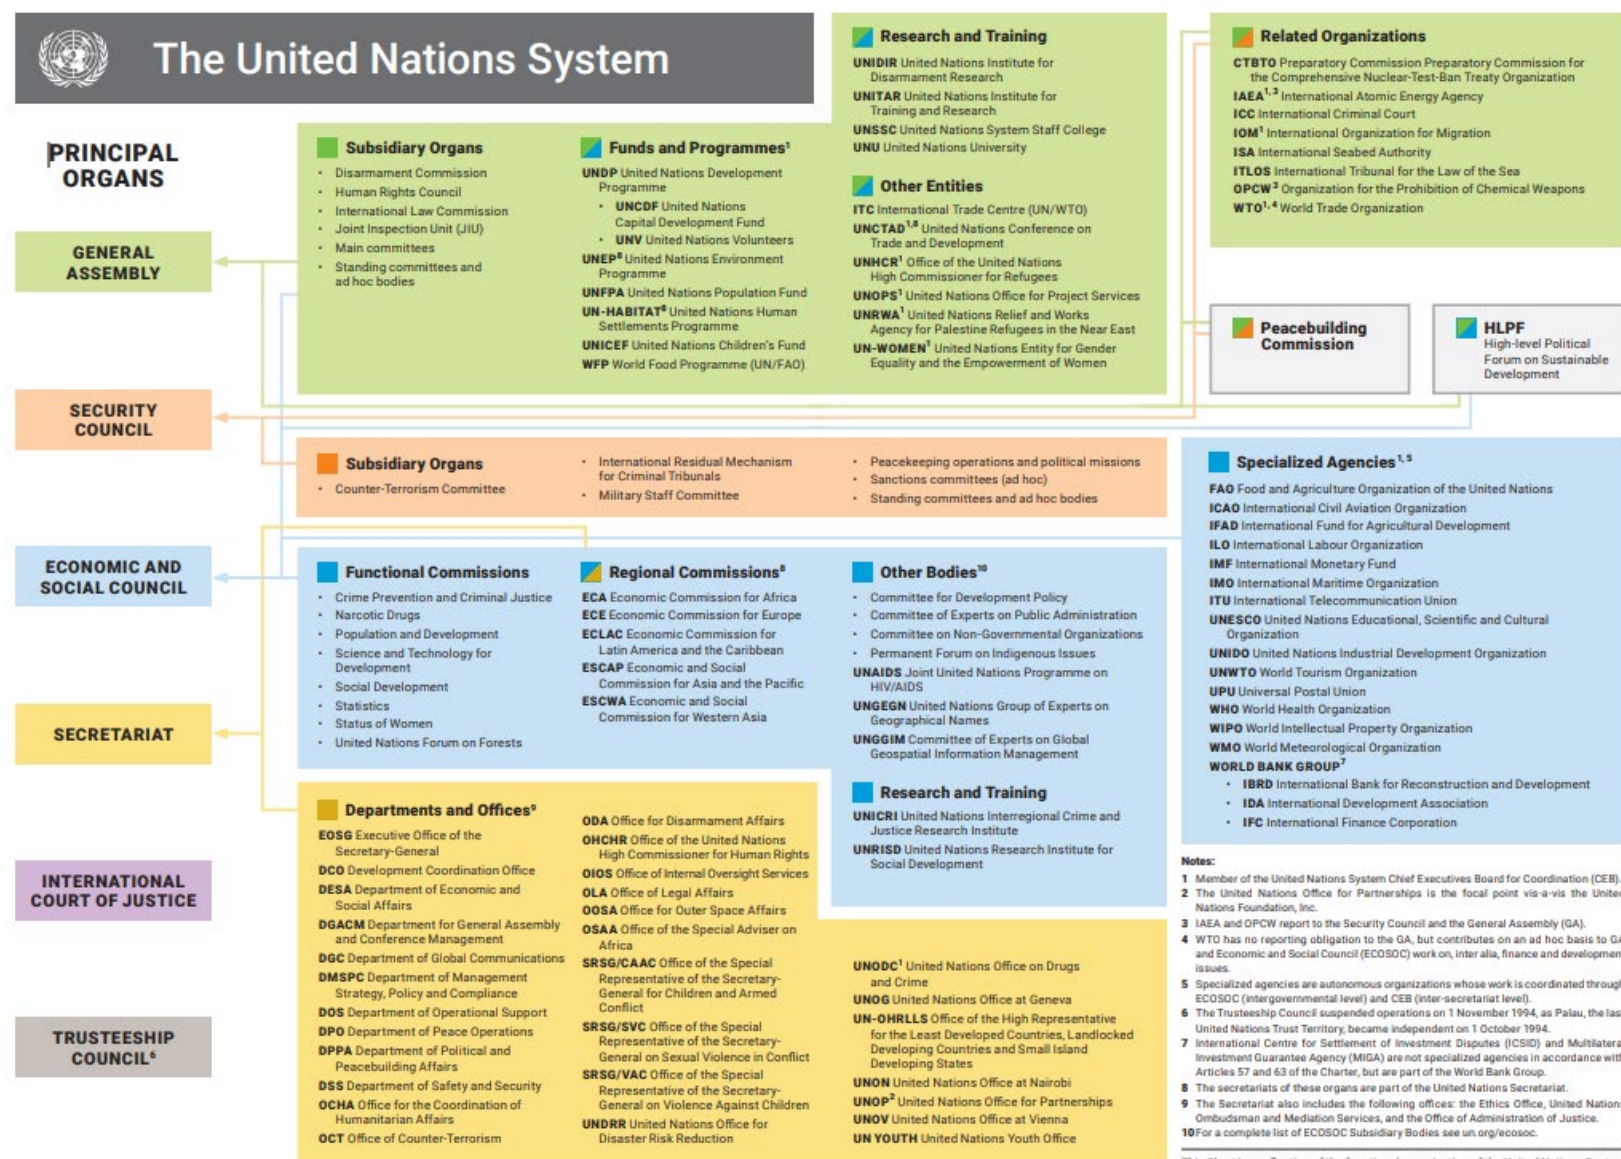 The United Nations System
PRINCIPAL
ORGANS
GENERAL
ASSEMBLY
SECURITY
COUNCIL
ECONOMIC AND
SOCIAL COUNCIL
SECRETARIAT
INTERNATIONAL
COURT OF JUSTICE
TRUSTEESHIP
COUNCIL⁶
Subsidiary Organs
• Disarmament Commission
• Human Rights Council
• International Law Commission
• Joint Inspection Unit (JIU)
• Main committees
• Standing committees and
ad hoc bodies
Funds and Programmes¹
UNDP United Nations Development
Programme
• UNCDF United Nations
Capital Development Fund
• UNV United Nations Volunteers
UNEP⁸ United Nations Environment
Programme
UNFPA United Nations Population Fund
UN-HABITAT⁸ United Nations Human
Settlements Programme
UNICEF United Nations Children's Fund
WFP World Food Programme (UN/FAO)
Research and Training
UNIDIR United Nations Institute for
Disarmament Research
UNITAR United Nations Institute for
Training and Research
UNSSC United Nations System Staff College
UNU United Nations University
Other Entities
ITC International Trade Centre (UN/WTO)
UNCTAD¹,⁸ United Nations Conference on
Trade and Development
UNHCR¹ Office of the United Nations
High Commissioner for Refugees
UNOPS¹ United Nations Office for Project Services
UNRWA¹ United Nations Relief and Works
Agency for Palestine Refugees in the Near East
UN-WOMEN¹ United Nations Entity for Gender
Equality and the Empowerment of Women
Related Organizations
CTBTO Preparatory Commission Preparatory Commission for
the Comprehensive Nuclear-Test-Ban Treaty Organization
IAEA¹,³ International Atomic Energy Agency
ICC International Criminal Court
IOM¹ International Organization for Migration
ISA International Seabed Authority
ITLOS International Tribunal for the Law of the Sea
OPCW³ Organization for the Prohibition of Chemical Weapons
WTO¹,⁴ World Trade Organization
Peacebuilding
Commission
HLPF
High-level Political
Forum on Sustainable
Development
Subsidiary Organs
• Counter-Terrorism Committee
• International Residual Mechanism
for Criminal Tribunals
• Military Staff Committee
• Peacekeeping operations and political missions
• Sanctions committees (ad hoc)
• Standing committees and ad hoc bodies
Functional Commissions
• Crime Prevention and Criminal Justice
• Narcotic Drugs
• Population and Development
• Science and Technology for
Development
• Social Development
• Statistics
• Status of Women
• United Nations Forum on Forests
Regional Commissions⁸
ECA Economic Commission for Africa
ECE Economic Commission for Europe
ECLAC Economic Commission for
Latin America and the Caribbean
ESCAP Economic and Social
Commission for Asia and the Pacific
ESCWA Economic and Social
Commission for Western Asia
Other Bodies¹⁰
• Committee for Development Policy
• Committee of Experts on Public Administration
• Committee on Non-Governmental Organizations
• Permanent Forum on Indigenous Issues
UNAIDS Joint United Nations Programme on
HIV/AIDS
UNGEGN United Nations Group of Experts on
Geographical Names
UNGGIM Committee of Experts on Global
Geospatial Information Management
Research and Training
UNICRI United Nations Interregional Crime and
Justice Research Institute
UNRISD United Nations Research Institute for
Social Development
Specialized Agencies¹,⁵
FAO Food and Agriculture Organization of the United Nations
ICAO International Civil Aviation Organization
IFAD International Fund for Agricultural Development
ILO International Labour Organization
IMF International Monetary Fund
IMO International Maritime Organization
ITU International Telecommunication Union
UNESCO United Nations Educational, Scientific and Cultural
Organization
UNIDO United Nations Industrial Development Organization
UNWTO World Tourism Organization
UPU Universal Postal Union
WHO World Health Organization
WIPO World Intellectual Property Organization
WMO World Meteorological Organization
WORLD BANK GROUP⁷
• IBRD International Bank for Reconstruction and Development
• IDA International Development Association
• IFC International Finance Corporation
Departments and Offices⁹
EOSG Executive Office of the
Secretary-General
DCO Development Coordination Office
DESA Department of Economic and
Social Affairs
DGACM Department for General Assembly
and Conference Management
DGC Department of Global Communications
DMSPC Department of Management
Strategy, Policy and Compliance
DOS Department of Operational Support
DPO Department of Peace Operations
DPPA Department of Political and
Peacebuilding Affairs
DSS Department of Safety and Security
OCHA Office for the Coordination of
Humanitarian Affairs
OCT Office of Counter-Terrorism
ODA Office for Disarmament Affairs
OHCHR Office of the United Nations
High Commissioner for Human Rights
OIOS Office of Internal Oversight Services
OLA Office of Legal Affairs
OOSA Office for Outer Space Affairs
OSAA Office of the Special Adviser on
Africa
SRSG/CAAC Office of the Special
Representative of the Secretary-
General for Children and Armed
Conflict
SRSG/SVC Office of the Special
Representative of the Secretary-
General on Sexual Violence in Conflict
SRSG/VAC Office of the Special
Representative of the Secretary-
General on Violence Against Children
UNDRR United Nations Office for
Disaster Risk Reduction
UNODC¹ United Nations Office on Drugs
and Crime
UNOG United Nations Office at Geneva
UN-OHRLLS Office of the High Representative
for the Least Developed Countries, Landlocked
Developing Countries and Small Island
Developing States
UNON United Nations Office at Nairobi
UNOP² United Nations Office for Partnerships
UNOV United Nations Office at Vienna
UN YOUTH United Nations Youth Office
Notes:
1 Member of the United Nations System Chief Executives Board for Coordination (CEB).
2 The United Nations Office for Partnerships is the focal point vis-a-vis the United
Nations Foundation, Inc.
3 IAEA and OPCW report to the Security Council and the General Assembly (GA).
4 WTO has no reporting obligation to the GA, but contributes on an ad hoc basis to GA
and Economic and Social Council (ECOSOC) work on, inter alia, finance and development
issues.
5 Specialized agencies are autonomous organizations whose work is coordinated through
ECOSOC (intergovernmental level) and CEB (inter-secretariat level).
6 The Trusteeship Council suspended operations on 1 November 1994, as Palau, the last
United Nations Trust Territory, became independent on 1 October 1994.
7 International Centre for Settlement of Investment Disputes (ICSID) and Multilateral
Investment Guarantee Agency (MIGA) are not specialized agencies in accordance with
Articles 57 and 63 of the Charter, but are part of the World Bank Group.
8 The secretariats of these organs are part of the United Nations Secretariat.
9 The Secretariat also includes the following offices: the Ethics Office, United Nations
Ombudsman and Mediation Services, and the Office of Administration of Justice.
10 For a complete list of ECOSOC Subsidiary Bodies see un.org/ecosoc.